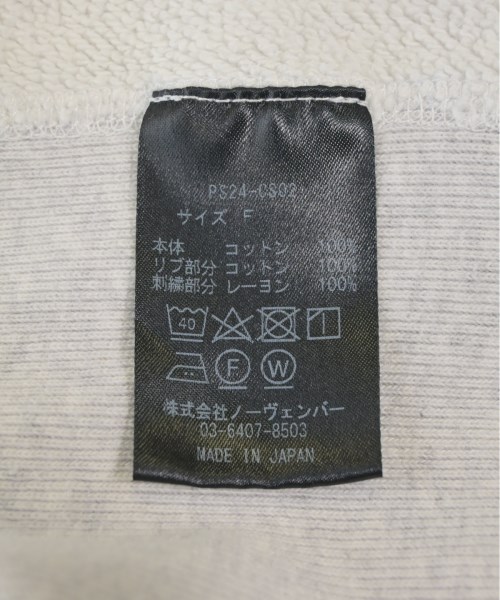 PS24-CS02
サイズ F
本体 コットン 100%
リブ部分 コットン 100%
刺繍部分 レーヨン 100%
40
F W
株式会社ノーヴェンバー
03-6407-8503
MADE IN JAPAN